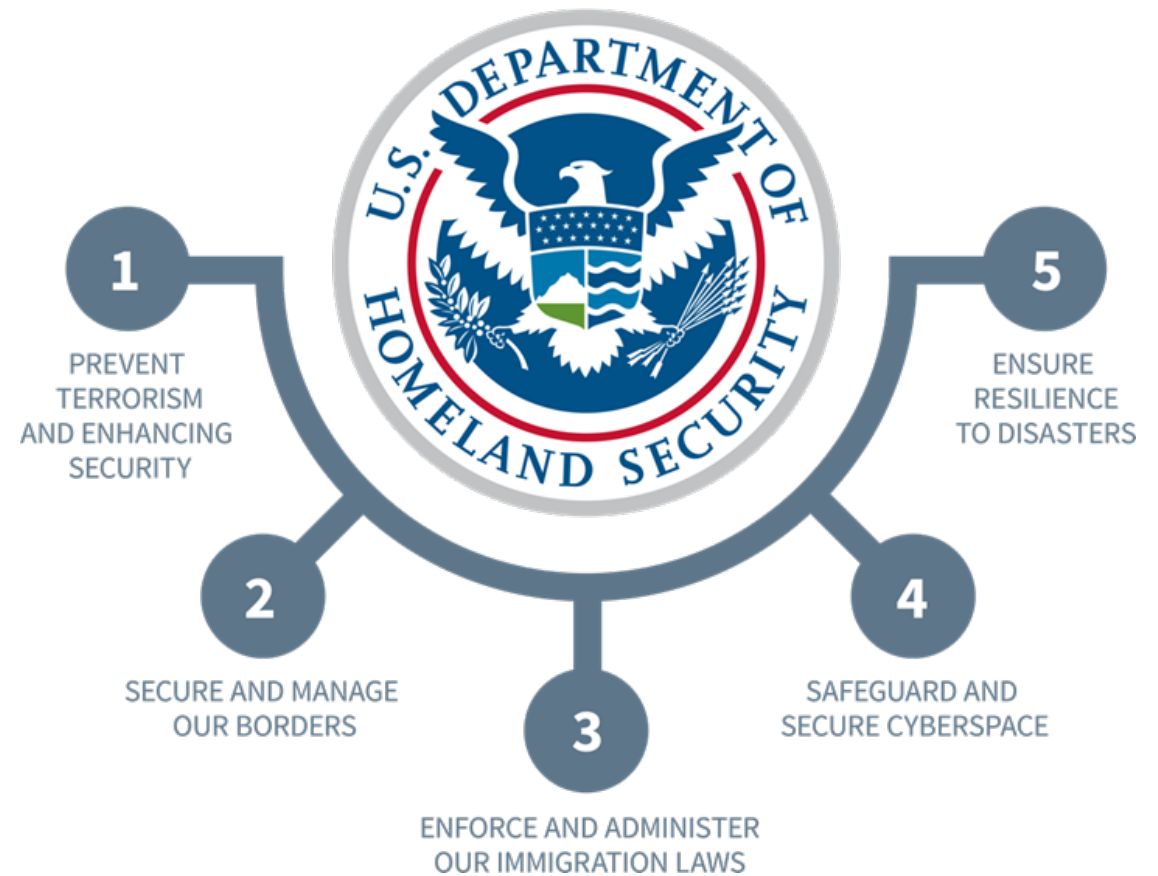 U.S. DEPARTMENT OF
HOMELAND SECURITY
1
PREVENT
TERRORISM
AND ENHANCING
SECURITY
2
SECURE AND MANAGE
OUR BORDERS
3
ENFORCE AND ADMINISTER
OUR IMMIGRATION LAWS
4
SAFEGUARD AND
SECURE CYBERSPACE
5
ENSURE
RESILIENCE
TO DISASTERS